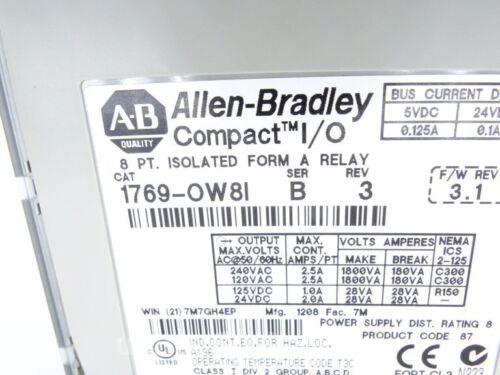 A-B
QUALITY
Allen-Bradley
Compact™I/O
8 PT. ISOLATED FORM A RELAY
CAT SER REV
1769-OW8I B 3
BUS CURRENT D
5VDC 24V
0.125A 0.1A
F/W REV
3.1
→ OUTPUT MAX. VOLTS AMPERES NEMA
MAX.VOLTS CONT. ICS
AC@50/60Hz AMPS/PT MAKE BREAK 2-125
240VAC 2.5A 1800VA 180VA C300
120VAC 2.5A 1800VA 180VA C300
125VDC 1.0A 28VA 28VA R150
24VDC 2.0A 28VA 28VA —
WIN (21) 7M7GH4EP Mfg. 1208 Fac. 7M
POWER SUPPLY DIST. RATING 8
PRODUCT CODE 87
UL
IND.CONT.EQ.FOR HAZ.LOC.
A196
OPERATING TEMPERATURE CODE T3C
CLASS I DIV 2 GROUP A,B,C,D
CE
N223